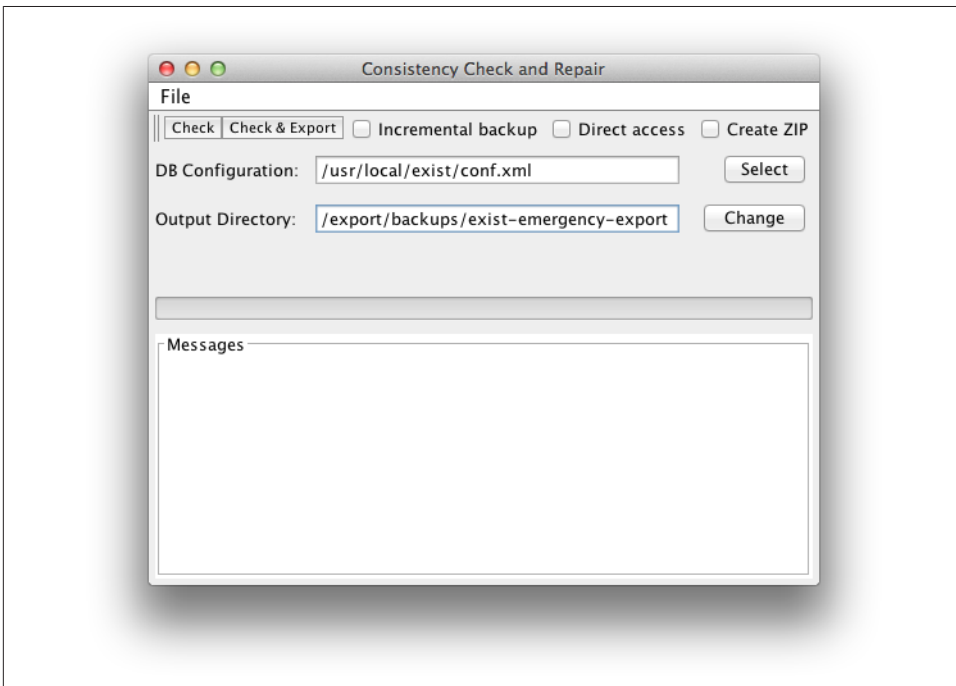 Consistency Check and Repair
File
Check Check & Export Incremental backup Direct access Create ZIP
DB Configuration: /usr/local/exist/conf.xml Select
Output Directory: /export/backups/exist-emergency-export Change
Messages